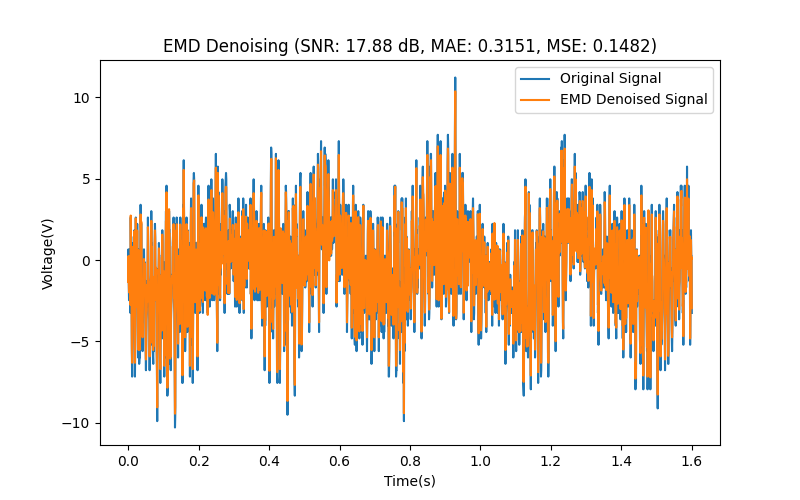 EMD Denoising (SNR: 17.88 dB, MAE: 0.3151, MSE: 0.1482)
Original Signal
EMD Denoised Signal
10
5
0
−5
−10
Voltage(V)
0.0 0.2 0.4 0.6 0.8 1.0 1.2 1.4 1.6
Time(s)